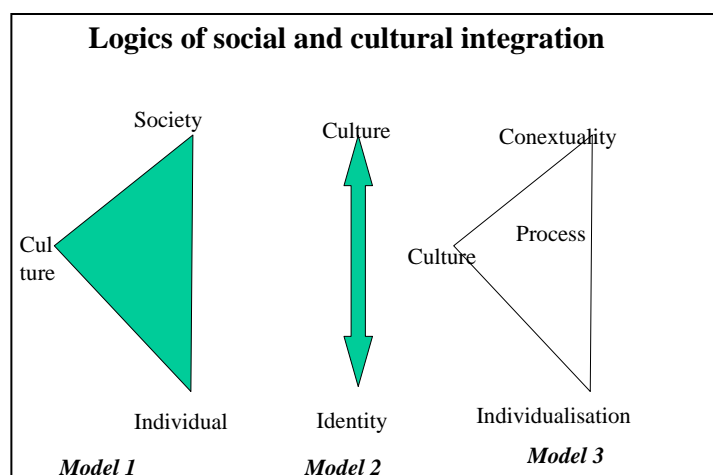 Logics of social and cultural integration
Society
Cul
ture
Individual
Model 1
Culture
Identity
Model 2
Conextuality
Process
Culture
Individualisation
Model 3